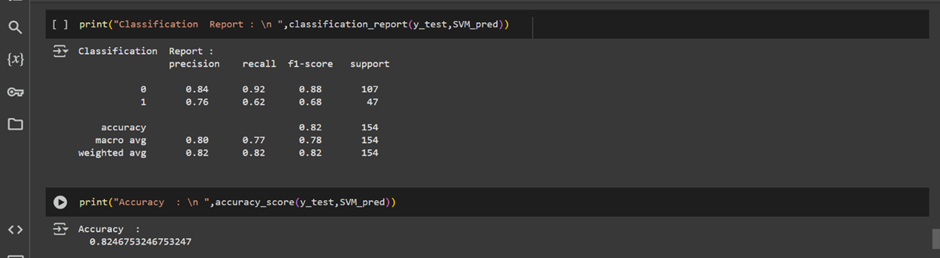 [ ] print("Classification Report : \n ",classification_report(y_test,SVM_pred))
Classification Report :
precision recall f1-score support
0 0.84 0.92 0.88 107
1 0.76 0.62 0.68 47
accuracy 0.82 154
macro avg 0.80 0.77 0.78 154
weighted avg 0.82 0.82 0.82 154
print("Accuracy : \n ",accuracy_score(y_test,SVM_pred))
Accuracy :
0.8246753246753247
{x}
<>